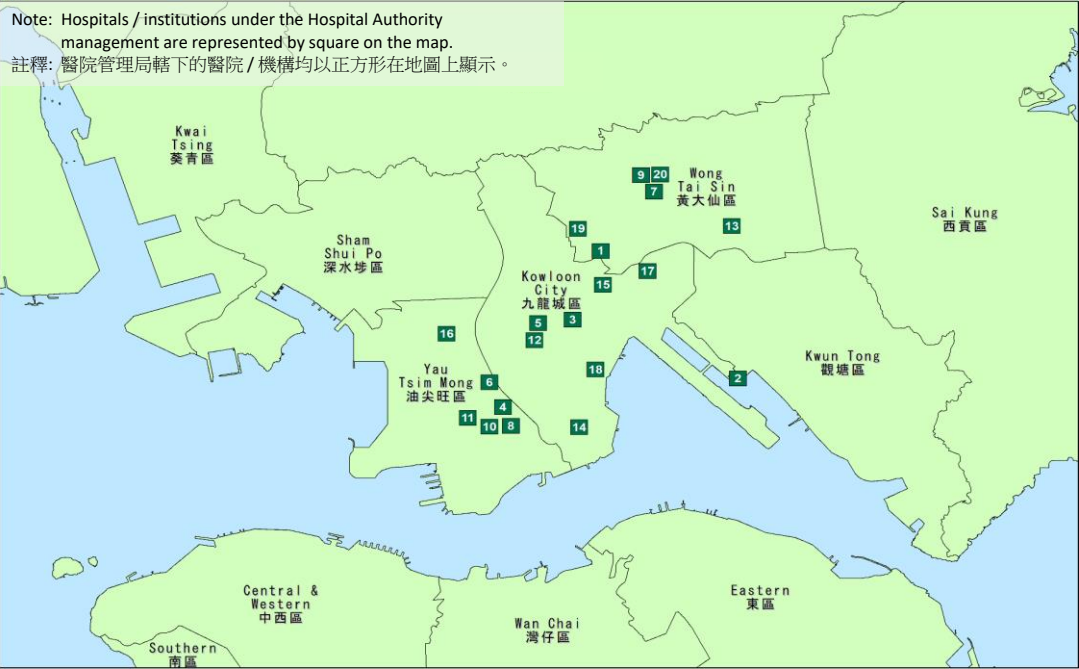 Note: Hospitals / institutions under the Hospital Authority
management are represented by square on the map.
註釋: 醫院管理局轄下的醫院 / 機構均以正方形在地圖上顯示。
Kwai
Tsing
葵青區
9
20
7
Wong
Tai Sin
黃大仙區
13
Sai Kung
西貢區
Sham
Shui Po
深水埗區
19
1
17
15
Kowloon
City
九龍城區
5
3
12
16
18
Yau
Tsim Mong
油尖旺區
6
4
11
10
8
14
2
Kwun Tong
觀塘區
Central &
Western
中西區
Southern
南區
Wan Chai
灣仔區
Eastern
東區